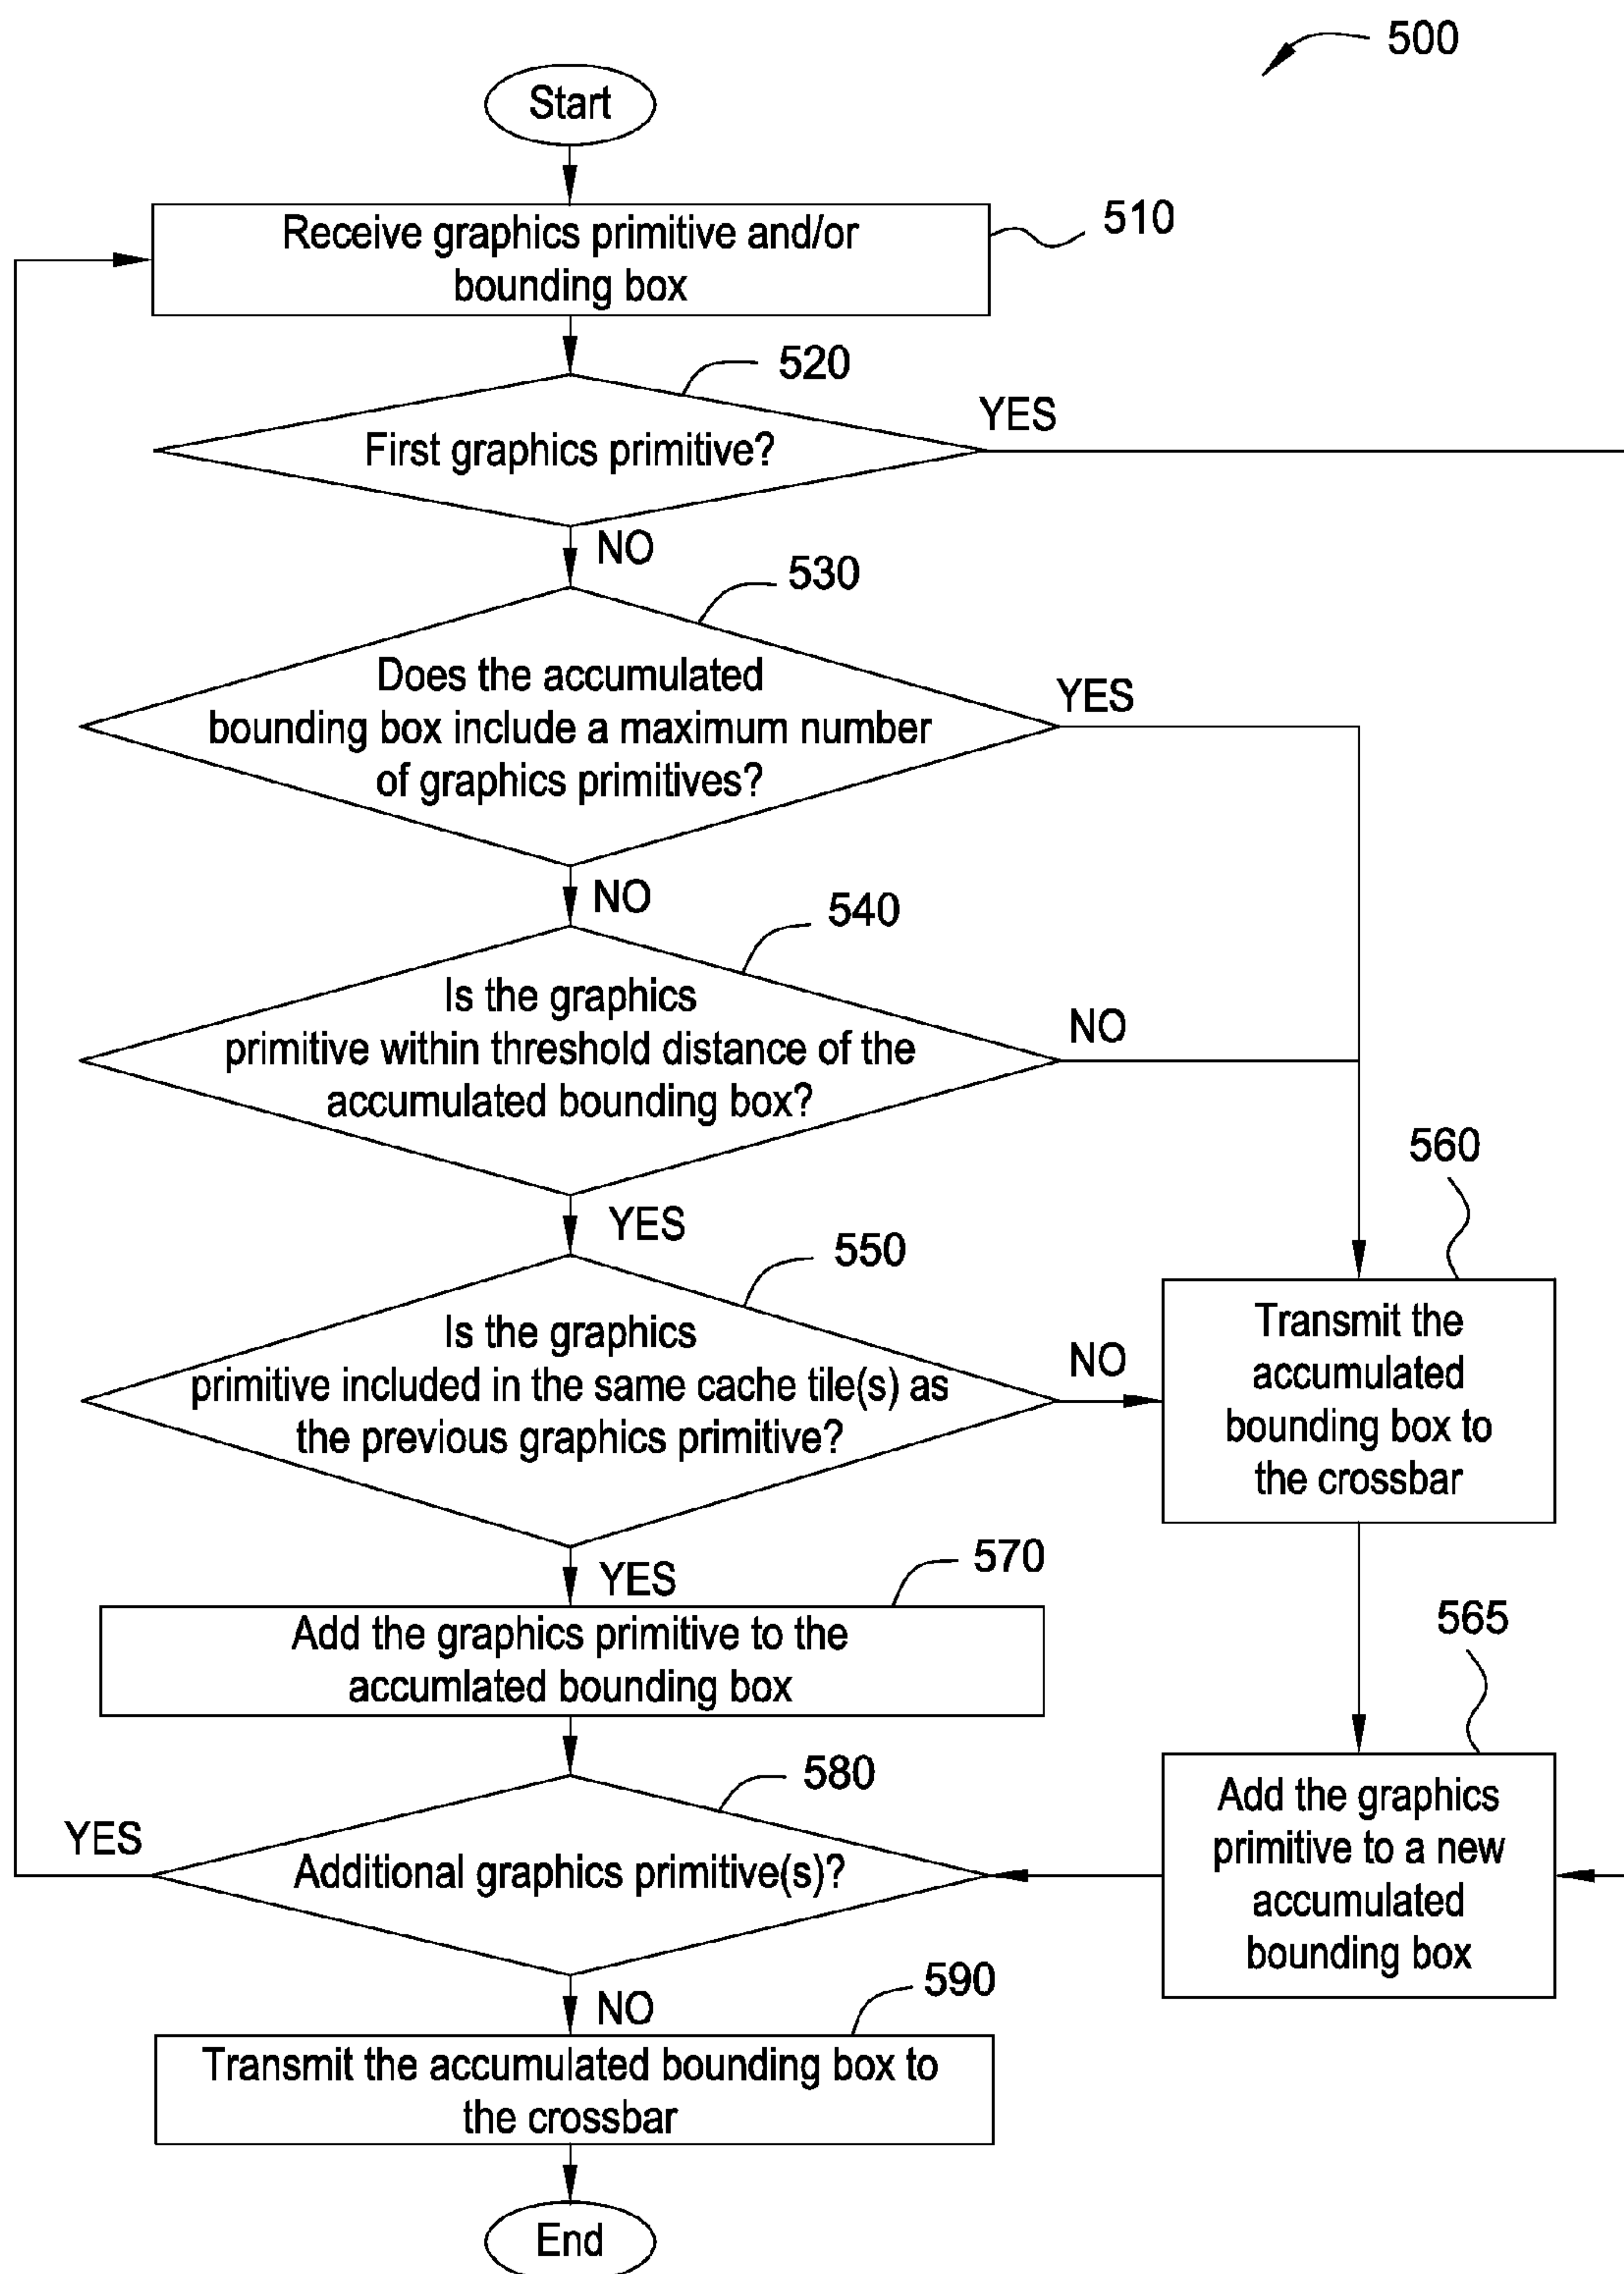 500
Start
Receive graphics primitive and/or
bounding box
510
520
First graphics primitive?
YES
NO
530
Does the accumulated
bounding box include a maximum number
of graphics primitives?
YES
NO
540
Is the graphics
primitive within threshold distance of the
accumulated bounding box?
NO
YES
550
Is the graphics
primitive included in the same cache tile(s) as
the previous graphics primitive?
NO
560
Transmit the
accumulated
bounding box to
the crossbar
YES
570
Add the graphics primitive to the
accumlated bounding box
565
Add the graphics
primitive to a new
accumulated
bounding box
580
YES
Additional graphics primitive(s)?
NO
590
Transmit the accumulated bounding box to
the crossbar
End